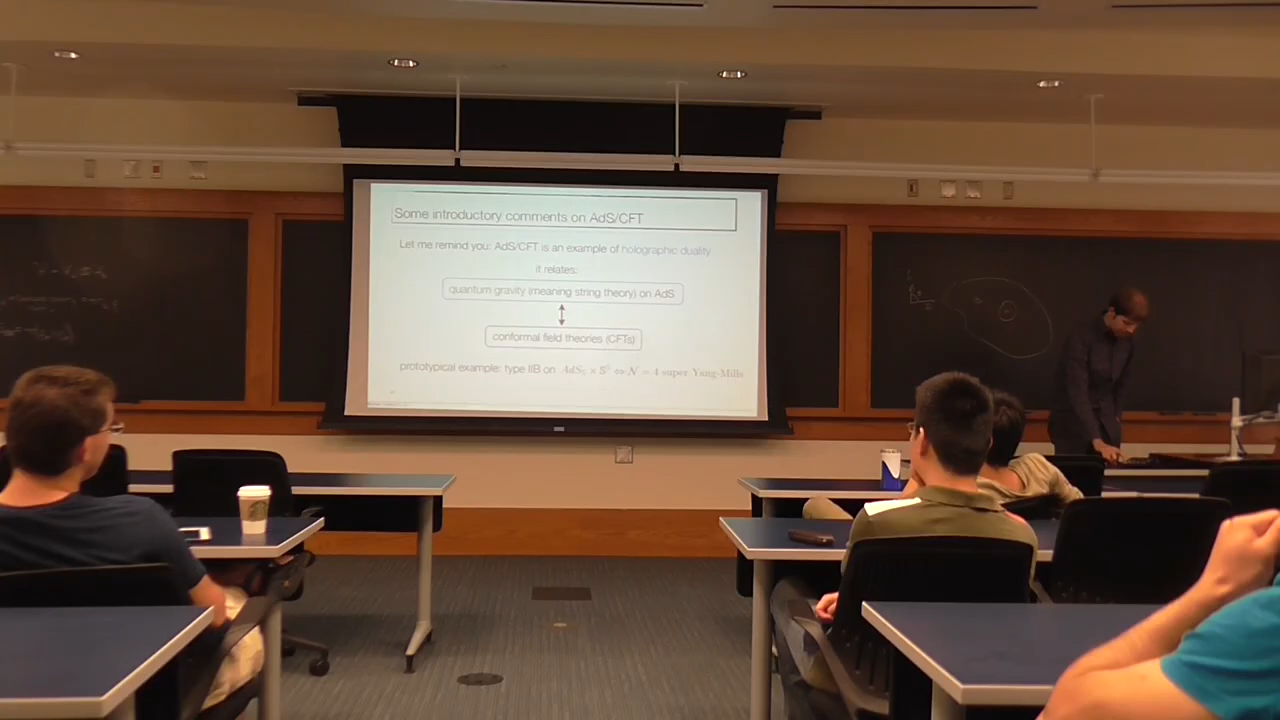 Some introductory comments on AdS/CFT
Let me remind you: AdS/CFT is an example of holographic duality
it relates:
quantum gravity (meaning string theory) on AdS
conformal field theories (CFTs)
prototypical example: type IIB on AdS₅ × S⁵ ⇔ N = 4 super Yang-Mills